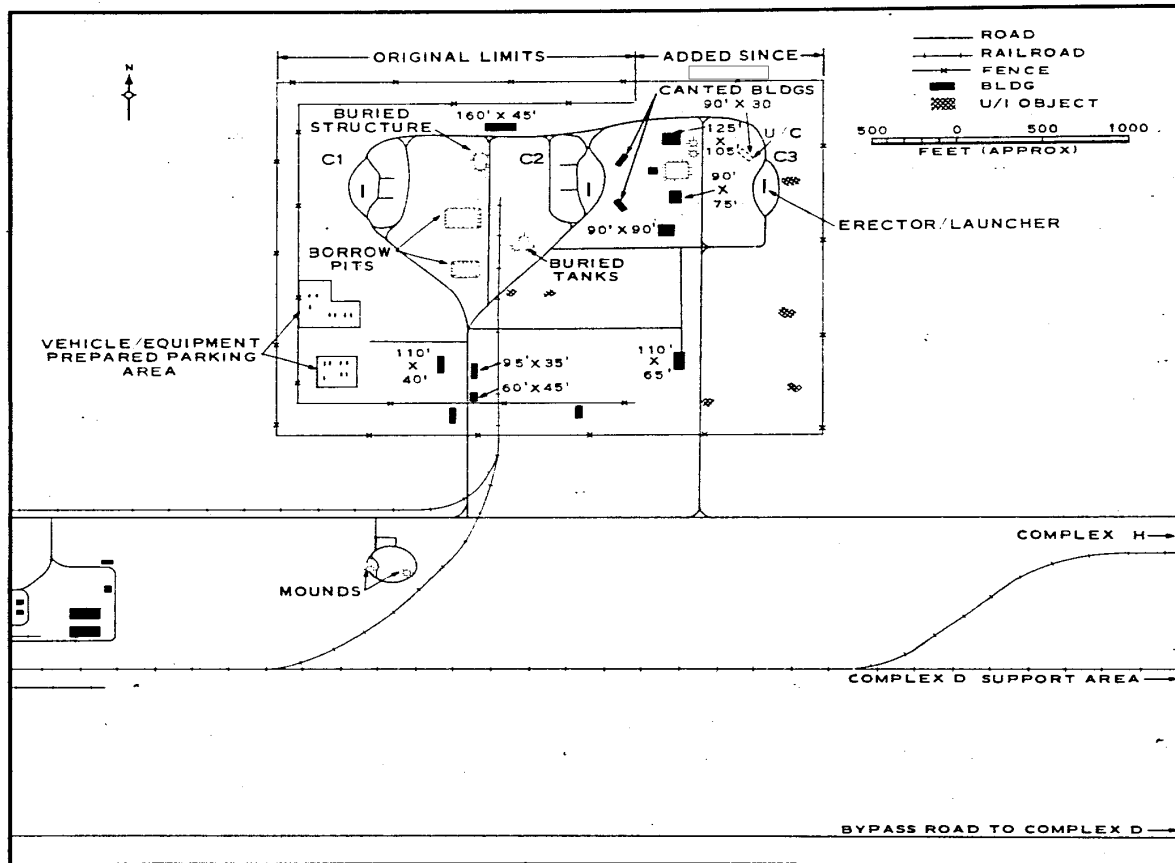 ORIGINAL LIMITS
ADDED SINCE
ROAD
RAILROAD
FENCE
BLDG
U/I OBJECT
500 0 500 1000
FEET (APPROX)
N
CANTED BLDGS
90' X 30
BURIED
STRUCTURE
160' X 45'
125'
X
105'
U/C
C1
C2
C3
90'
X
75'
ERECTOR/LAUNCHER
90' X 90'
BORROW
PITS
BURIED
TANKS
VEHICLE/EQUIPMENT
PREPARED PARKING
AREA
110'
X
40'
95' X 35'
60' X 45'
110'
X
65'
COMPLEX H
MOUNDS
COMPLEX D SUPPORT AREA
BYPASS ROAD TO COMPLEX D